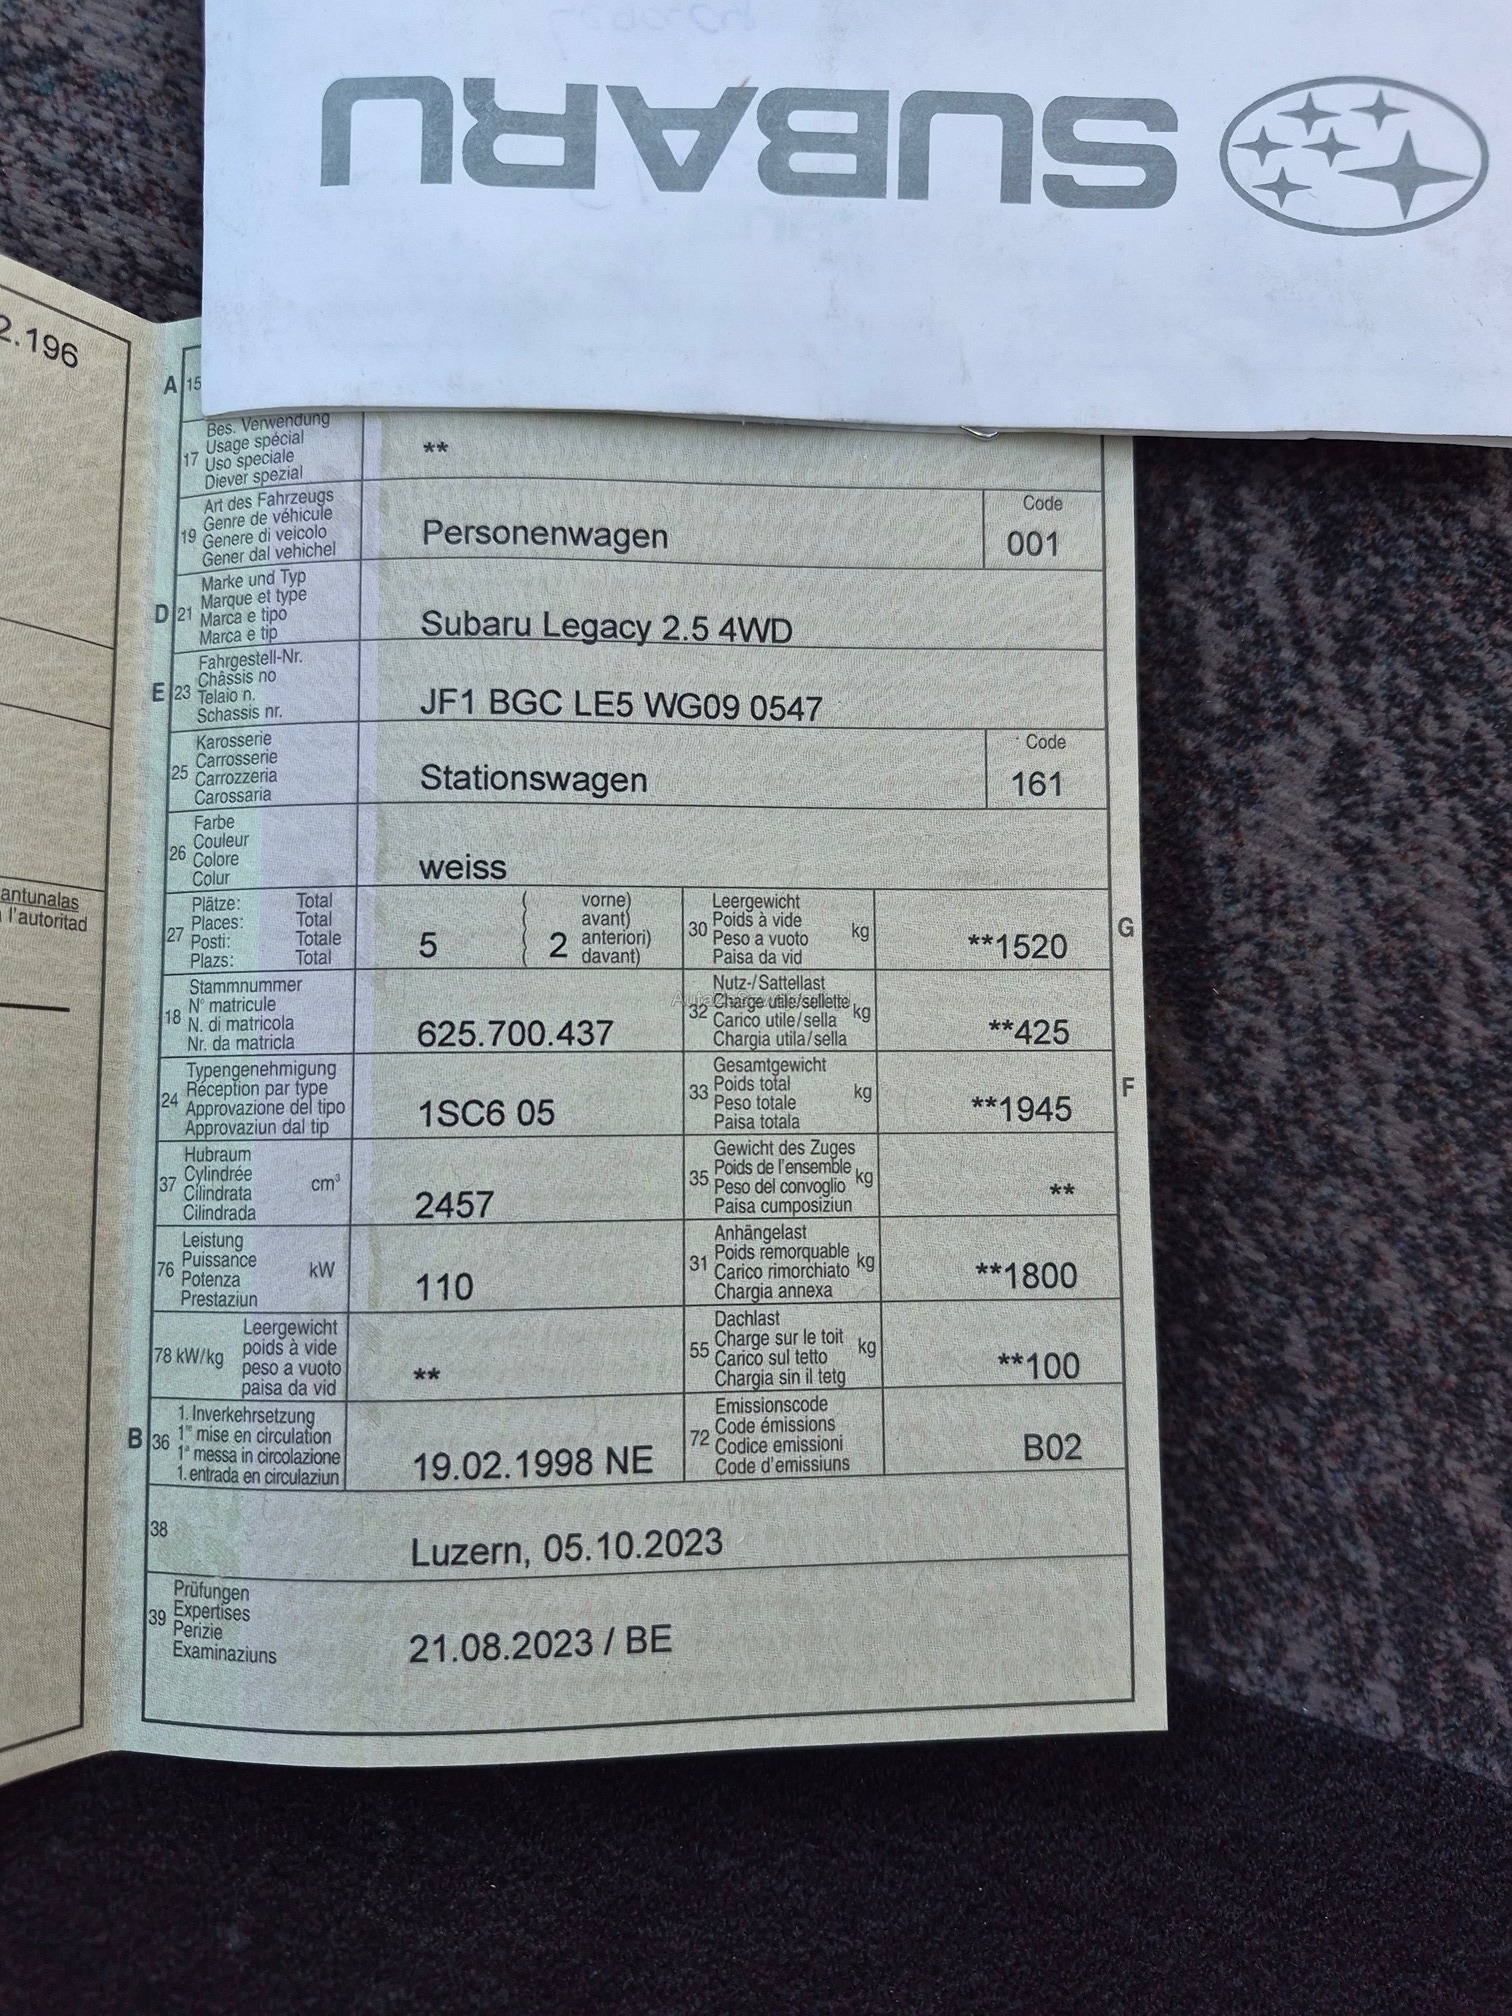 SUBARU
2.196
antunalas
l'autoritad
A 15
17 Bes. Verwendung
Usage spécial
Uso speciale
Diever spezial
**
19 Art des Fahrzeugs
Genre de véhicule
Genere di veicolo
Gener dal vehichel
Personenwagen
Code
001
D 21 Marke und Typ
Marque et type
Marca e tipo
Marca e tip
Subaru Legacy 2.5 4WD
E 23 Fahrgestell-Nr.
Châssis no
Telaio n.
Schassis nr.
JF1 BGC LE5 WG09 0547
25 Karosserie
Carrosserie
Carrozzeria
Carossaria
Stationswagen
Code
161
26 Farbe
Couleur
Colore
Colur
weiss
27 Plätze: Total
Places: Total
Posti: Totale
Plazs: Total
5 ( 2 vorne)
avant)
anteriori)
davant)
30 Leergewicht
Poids à vide
Peso a vuoto
Paisa da vid
kg
**1520
G
18 Stammnummer
N° matricule
N. di matricola
Nr. da matricla
625.700.437
32 Nutz-/Sattellast
Charge utile/sellette
Carico utile/sella
Chargia utila/sella
kg
**425
24 Typengenehmigung
Réception par type
Approvazione del tipo
Approvaziun dal tip
1SC6 05
33 Gesamtgewicht
Poids total
Peso totale
Paisa totala
kg
**1945
F
37 Hubraum
Cylindrée
Cilindrata
Cilindrada
cm³
2457
35 Gewicht des Zuges
Poids de l'ensemble
Peso del convoglio
Paisa cumposiziun
kg
**
76 Leistung
Puissance
Potenza
Prestaziun
kW
110
31 Anhängelast
Poids remorquable
Carico rimorchiato
Chargia annexa
kg
**1800
78 kW/kg
Leergewicht
poids à vide
peso a vuoto
paisa da vid
**
55 Dachlast
Charge sur le toit
Carico sul tetto
Chargia sin il tetg
kg
**100
B 36 1. Inverkehrsetzung
1re mise en circulation
1a messa in circolazione
1. entrada en circulaziun
19.02.1998 NE
72 Emissionscode
Code émissions
Codice emissioni
Code d'emissiuns
B02
38
Luzern, 05.10.2023
39 Prüfungen
Expertises
Perizie
Examinaziuns
21.08.2023 / BE